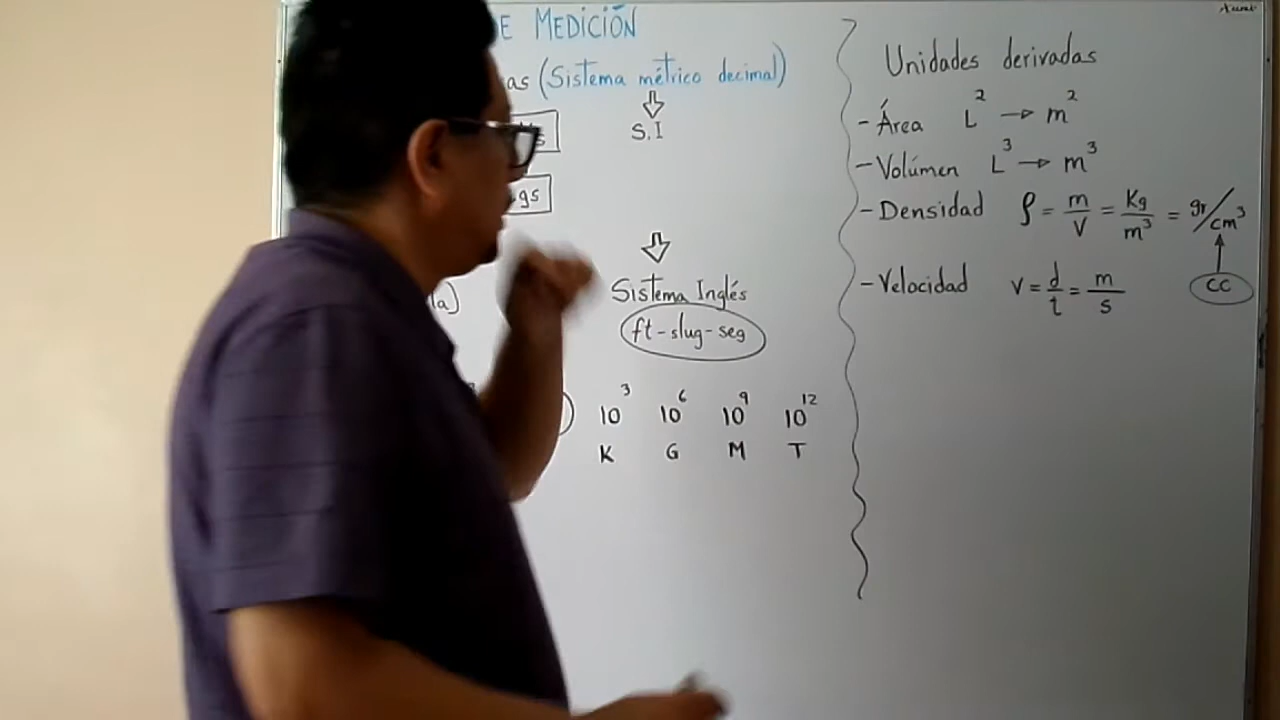 E MEDICIÓN
as (Sistema métrico decimal)
S.I
gs
Sistema Inglés
la)
ft-slug-seg
10³ 10⁶ 10⁹ 10¹²
K G M T
Unidades derivadas
- Área L² → m²
- Volúmen L³ → m³
- Densidad ρ = m/V = Kg/m³ = gr/cm³
cc
- Velocidad v = d/t = m/s